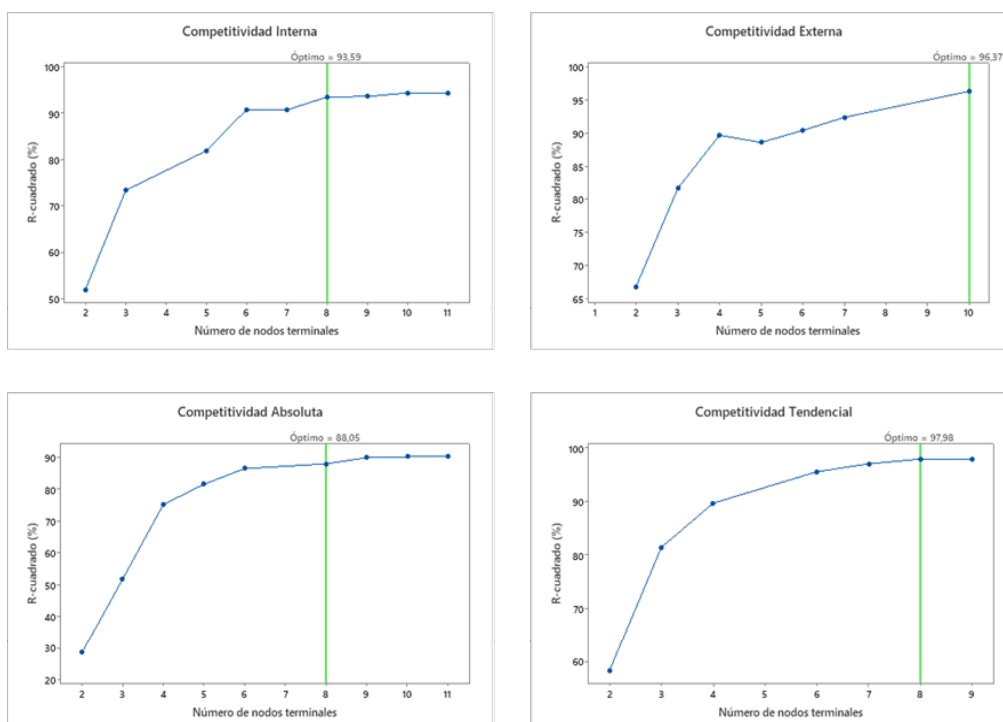 Competitividad Interna
Óptimo = 93,59
100
90
80
70
60
50
R-cuadrado (%)
2 3 4 5 6 7 8 9 10 11
Número de nodos terminales
Competitividad Externa
Óptimo = 96,37
100
95
90
85
80
75
70
65
R-cuadrado (%)
1 2 3 4 5 6 7 8 9 10
Número de nodos terminales
Competitividad Absoluta
Óptimo = 88,05
90
80
70
60
50
40
30
20
R-cuadrado (%)
2 3 4 5 6 7 8 9 10 11
Número de nodos terminales
Competitividad Tendencial
Óptimo = 97,98
100
90
80
70
60
R-cuadrado (%)
2 3 4 5 6 7 8 9
Número de nodos terminales